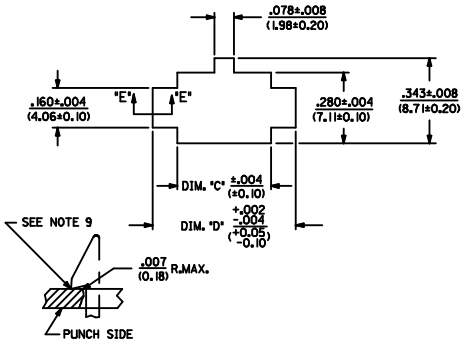 .078±.008
(1.98±0.20)
.160±.004
(4.06±0.10)
"E" "E"
.280±.004
(7.11±0.10)
.343±.008
(8.71±0.20)
DIM. "C" ±.004
(±0.10)
DIM. "D" +.002
-.004
(+0.05
-0.10)
SEE NOTE 9
.007
(0.18) R.MAX.
PUNCH SIDE